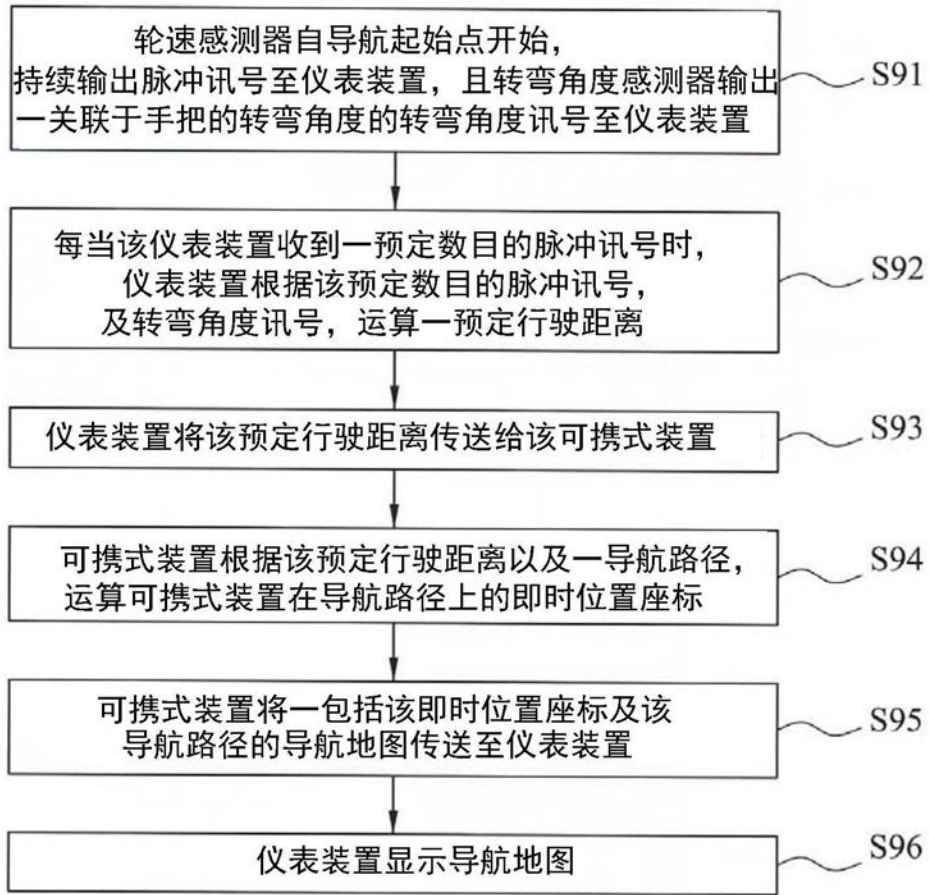 轮速感测器自导航起始点开始，
持续输出脉冲讯号至仪表装置，且转弯角度感测器输出
一关联于手把的转弯角度的转弯角度讯号至仪表装置
S91
每当该仪表装置收到一预定数目的脉冲讯号时，
仪表装置根据该预定数目的脉冲讯号，
及转弯角度讯号，运算一预定行驶距离
S92
仪表装置将该预定行驶距离传送给该可携式装置
S93
可携式装置根据该预定行驶距离以及一导航路径，
运算可携式装置在导航路径上的即时位置座标
S94
可携式装置将一包括该即时位置座标及该
导航路径的导航地图传送至仪表装置
S95
仪表装置显示导航地图
S96